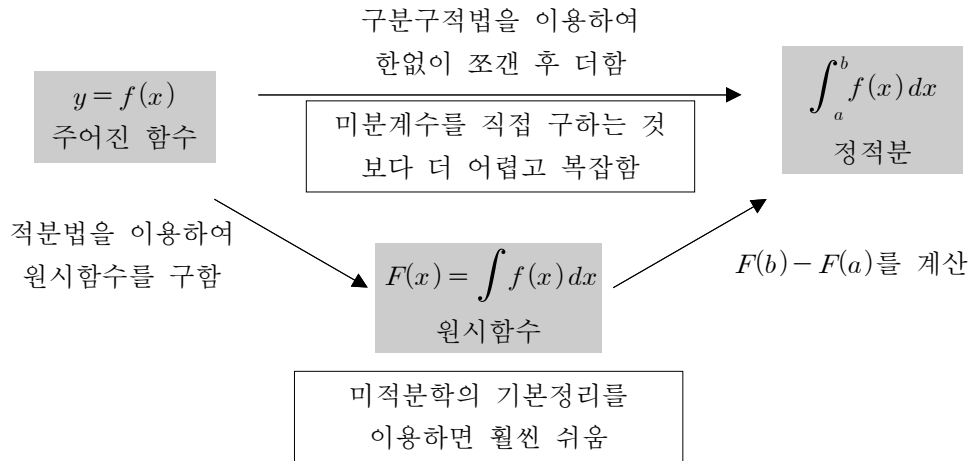 구분구적법을 이용하여
한없이 쪼갠 후 더함
y = f(x)
주어진 함수
미분계수를 직접 구하는 것
보다 더 어렵고 복잡함
∫_a^b f(x) dx
정적분
적분법을 이용하여
원시함수를 구함
F(x) = ∫ f(x) dx
원시함수
F(b) − F(a)를 계산
미적분학의 기본정리를
이용하면 훨씬 쉬움